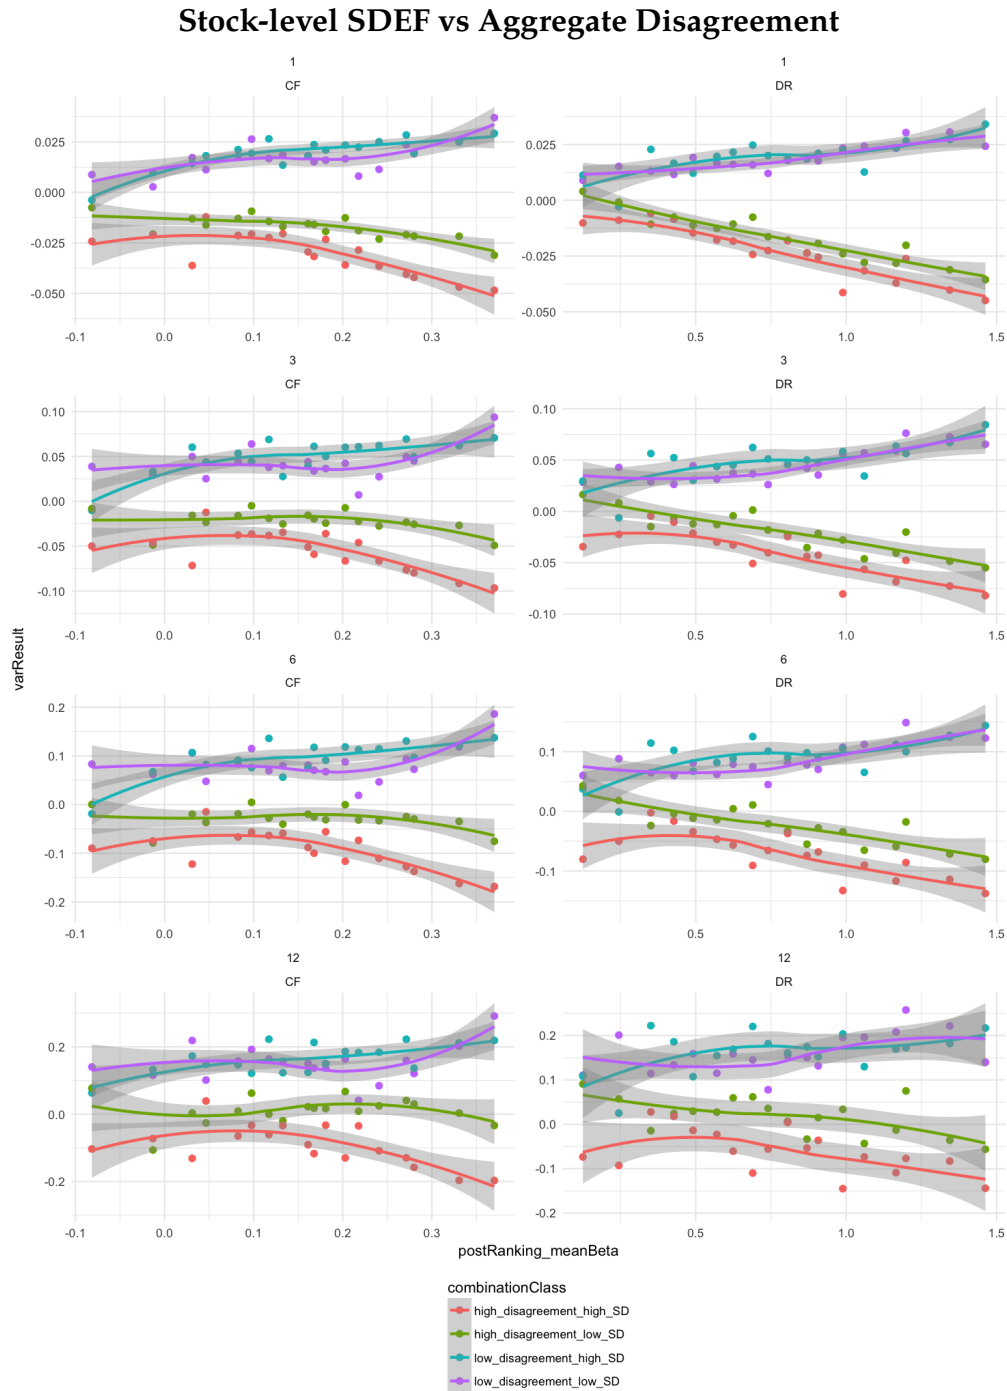 Stock-level SDEF vs Aggregate Disagreement
1 1
CF DR
0.025
0.000
-0.025
-0.050
-0.1 0.0 0.1 0.2 0.3
0.025
0.000
-0.025
-0.050
0.5 1.0 1.5
3 3
CF DR
0.10
0.05
0.00
-0.05
-0.10
-0.1 0.0 0.1 0.2 0.3
0.10
0.05
0.00
-0.05
-0.10
0.5 1.0 1.5
varResult
6 6
CF DR
0.2
0.1
0.0
-0.1
-0.2
-0.1 0.0 0.1 0.2 0.3
0.1
0.0
-0.1
0.5 1.0 1.5
12 12
CF DR
0.2
0.0
-0.2
-0.1 0.0 0.1 0.2 0.3
0.2
0.1
0.0
-0.1
-0.2
0.5 1.0 1.5
postRanking_meanBeta
combinationClass
high_disagreement_high_SD
high_disagreement_low_SD
low_disagreement_high_SD
low_disagreement_low_SD